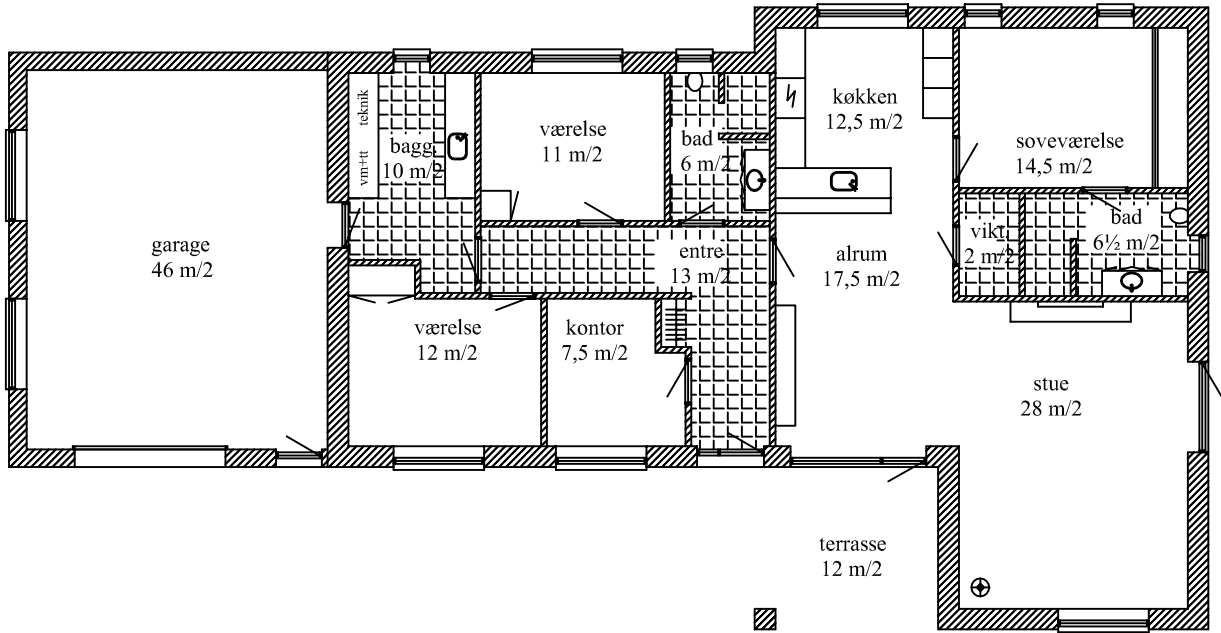 garage
46 m/2
teknik
vm+tt
bagg.
10 m/2
værelse
11 m/2
bad
6 m/2
køkken
12,5 m/2
soveværelse
14,5 m/2
entre
13 m/2
alrum
17,5 m/2
vikt.
2 m/2
bad
6½ m/2
værelse
12 m/2
kontor
7,5 m/2
stue
28 m/2
terrasse
12 m/2